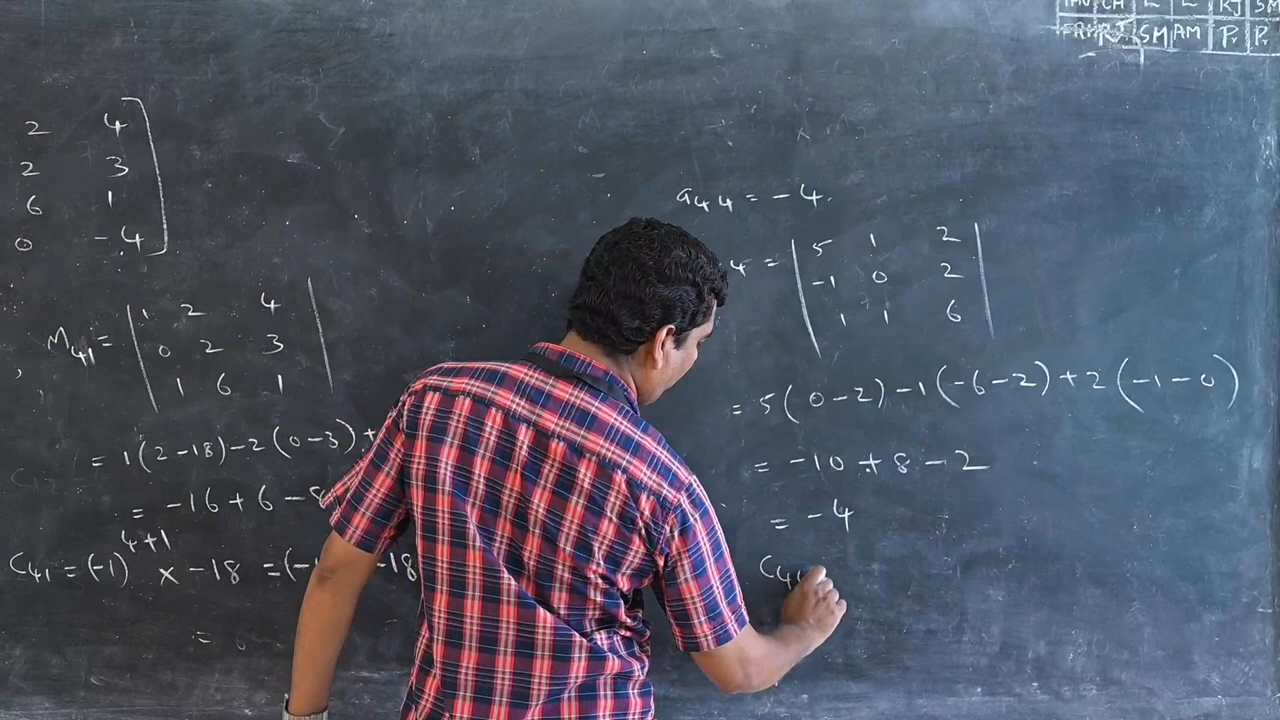 SM AM P. P.
2 4
2 3
6 1
0 -4
M₄₁ = | 1 2 4
0 2 3
1 6 1 |
= 1(2-18)-2(0-3)+
= -16+6-8
C₄₁ = (-1)⁴⁺¹ × -18 = (- -18
=
a₄₄ = -4.
4 = | 5 1 2
-1 0 2
1 1 6 |
= 5(0-2)-1(-6-2)+2(-1-0)
= -10+8-2
= -4
C₄